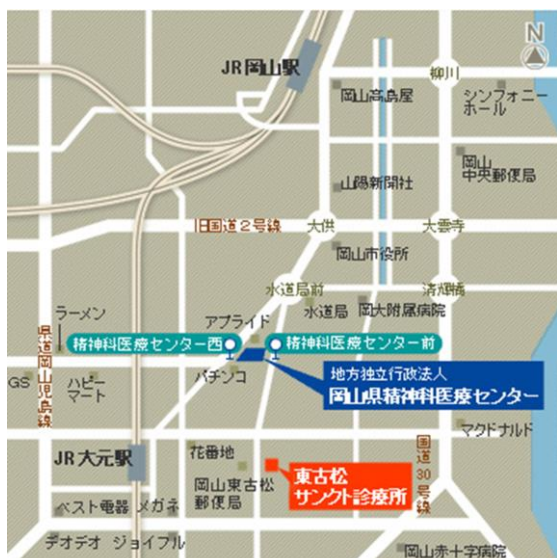 N
JR岡山駅
柳川
岡山高島屋
シンフォニー
ホール
岡山
中央郵便局
山陽新聞社
旧国道2号線
大供
大雲寺
岡山市役所
水道局前
清輝橋
水道局
岡大附属病院
ラーメン
アプライド
精神科医療センター西
精神科医療センター前
県道岡山児島線
GS
ハピー
マート
パチンコ
地方独立行政法人
岡山県精神科医療センター
マクドナルド
国道30号線
JR大元駅
花番地
岡山東古松
郵便局
東古松
サンクト診療所
ベスト電器
メガネ
デオデオ
ジョイフル
岡山赤十字病院